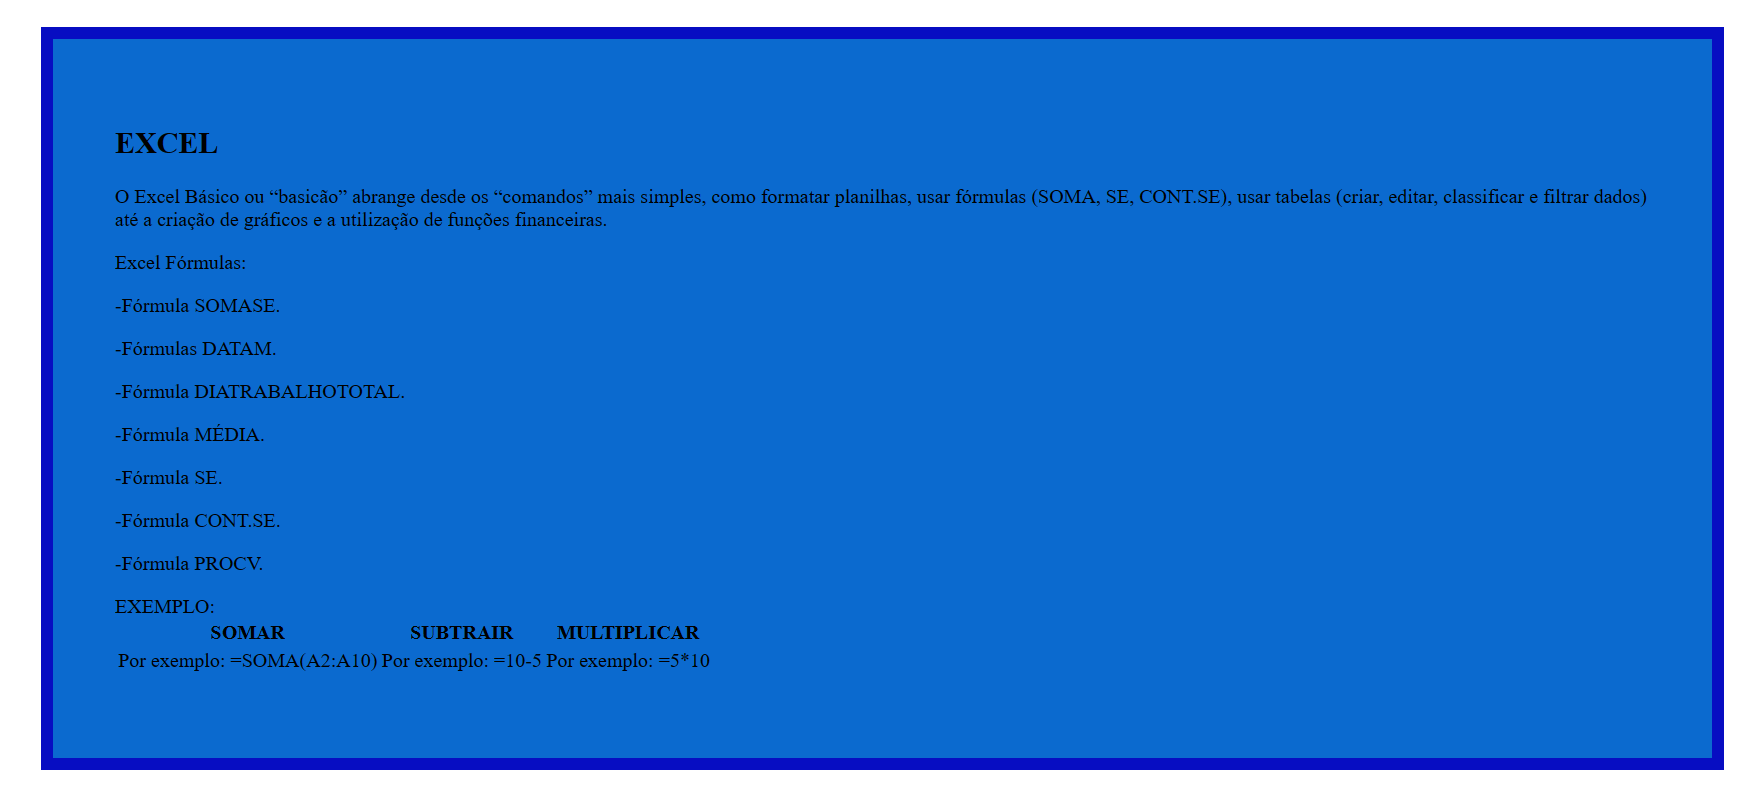 EXCEL
O Excel Básico ou “basicão” abrange desde os “comandos” mais simples, como formatar planilhas, usar fórmulas (SOMA, SE, CONT.SE), usar tabelas (criar, editar, classificar e filtrar dados)
até a criação de gráficos e a utilização de funções financeiras.
Excel Fórmulas:
-Fórmula SOMASE.
-Fórmulas DATAM.
-Fórmula DIATRABALHOTOTAL.
-Fórmula MÉDIA.
-Fórmula SE.
-Fórmula CONT.SE.
-Fórmula PROCV.
EXEMPLO:
SOMAR SUBTRAIR MULTIPLICAR
Por exemplo: =SOMA(A2:A10) Por exemplo: =10-5 Por exemplo: =5*10